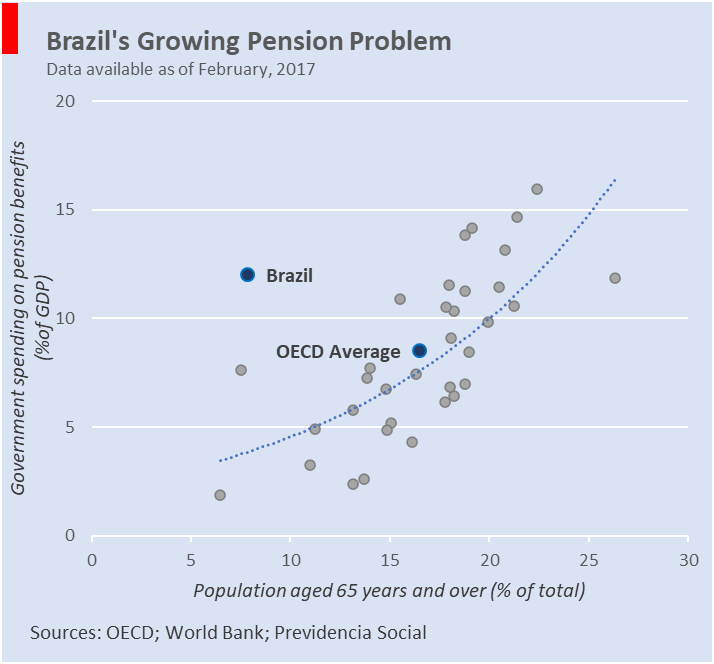 Brazil's Growing Pension Problem
Data available as of February, 2017
Government spending on pension benefits
(%of GDP)
20
15
10
5
0
Brazil
OECD Average
0 5 10 15 20 25 30
Population aged 65 years and over (% of total)
Sources: OECD; World Bank; Previdencia Social